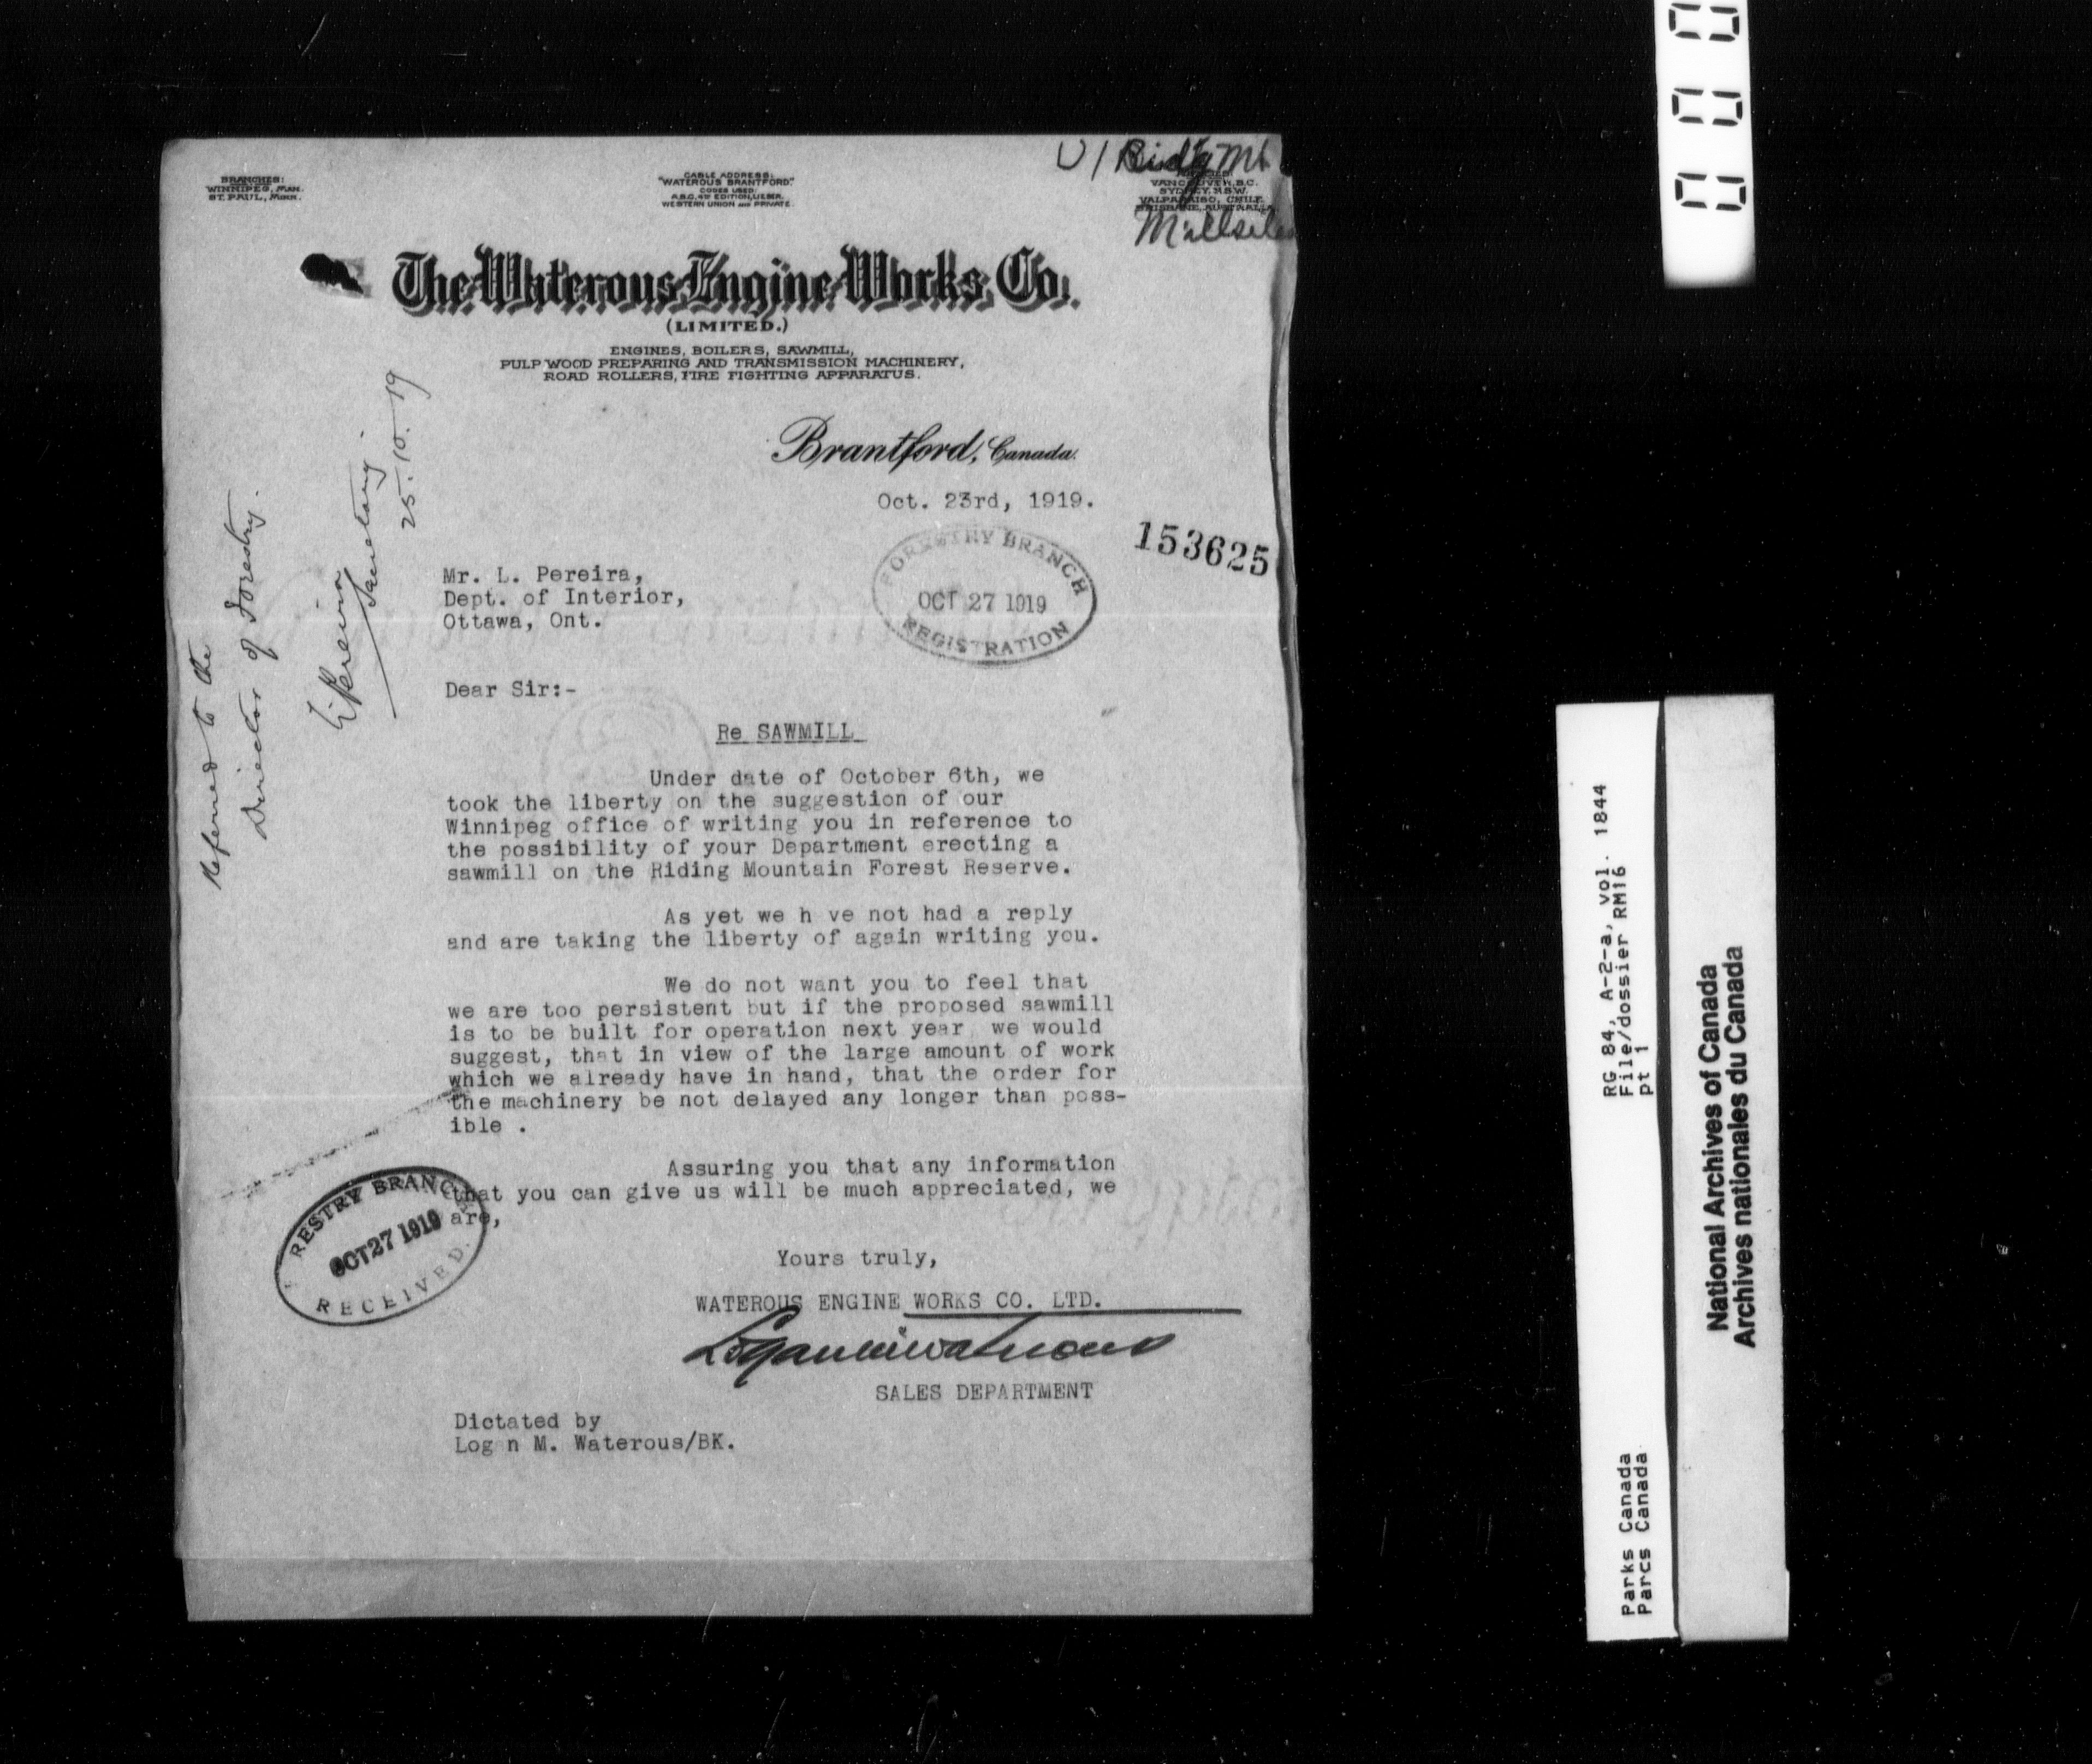 BRANCHES:
WINNIPEG, MAN.
ST. PAUL, MINN.
CABLE ADDRESS:
"WATEROUS BRANTFORD."
CODES USED:
A.B.C. 4TH EDITION, LIEBER.
WESTERN UNION AND PRIVATE.
VANCOUVER, B.C.
SYDNEY, N.S.W.
VALPARAISO, CHILE.
BRISBANE, AUSTRALIA.
Millsites
The Waterous Engine Works, Co.
(LIMITED.)
ENGINES, BOILERS, SAWMILL,
PULP WOOD PREPARING AND TRANSMISSION MACHINERY,
ROAD ROLLERS, FIRE FIGHTING APPARATUS.
Brantford, Canada.
Oct. 23rd, 1919.
153625
FORESTRY BRANCH
OCT 27 1919
REGISTRATION
Mr. L. Pereira,
Dept. of Interior,
Ottawa, Ont.
Referred to the
Director of Forestry.
L Pereira
Secretary
25.10.19
Dear Sir:-
Re SAWMILL
Under date of October 6th, we
took the liberty on the suggestion of our
Winnipeg office of writing you in reference to
the possibility of your Department erecting a
sawmill on the Riding Mountain Forest Reserve.
As yet we h ve not had a reply
and are taking the liberty of again writing you.
We do not want you to feel that
we are too persistent but if the proposed sawmill
is to be built for operation next year we would
suggest, that in view of the large amount of work
which we already have in hand, that the order for
the machinery be not delayed any longer than poss-
ible .
Assuring you that any information
that you can give us will be much appreciated, we
are,
RESTRY BRANC
OCT 27 1919
RECEIVED.
Yours truly,
WATEROUS ENGINE WORKS CO. LTD.
Logan M Waterous
SALES DEPARTMENT
Dictated by
Log n M. Waterous/BK.
000
RG 84, A-2-a, vol. 1844
File/dossier RM16
pt 1
Parks Canada
Parcs Canada
National Archives of Canada
Archives nationales du Canada